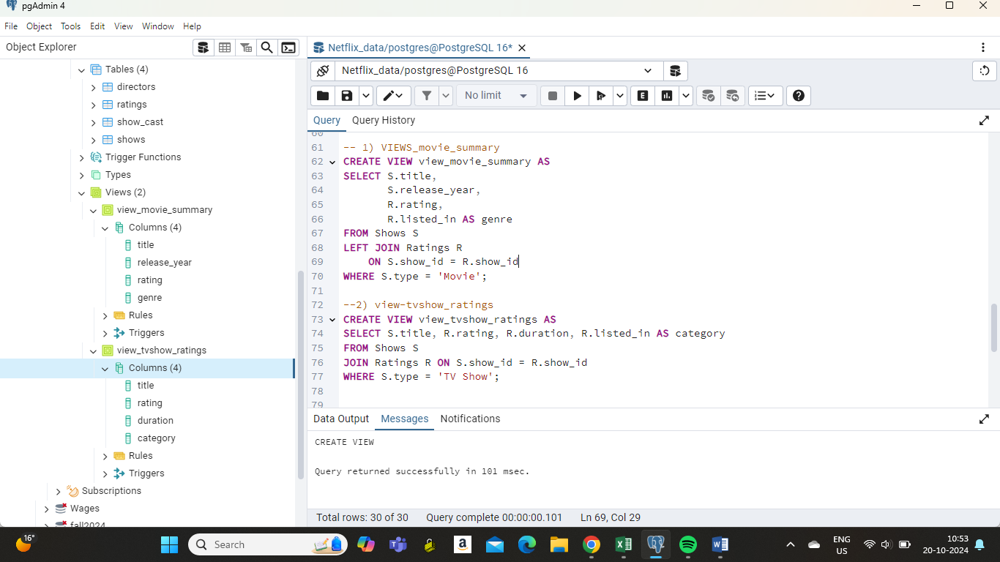 pgAdmin 4
File Object Tools Edit View Window Help
Object Explorer
Tables (4)
directors
ratings
show_cast
shows
Trigger Functions
Types
Views (2)
view_movie_summary
Columns (4)
title
release_year
rating
genre
Rules
Triggers
view_tvshow_ratings
Columns (4)
title
rating
duration
category
Rules
Triggers
Subscriptions
Wages
fall2024
Netflix_data/postgres@PostgreSQL 16*
Netflix_data/postgres@PostgreSQL 16
No limit
E
Query Query History
60
61 -- 1) VIEWS_movie_summary
62 CREATE VIEW view_movie_summary AS
63 SELECT S.title,
64 S.release_year,
65 R.rating,
66 R.listed_in AS genre
67 FROM Shows S
68 LEFT JOIN Ratings R
69 ON S.show_id = R.show_id
70 WHERE S.type = 'Movie';
71
72 --2) view-tvshow_ratings
73 CREATE VIEW view_tvshow_ratings AS
74 SELECT S.title, R.rating, R.duration, R.listed_in AS category
75 FROM Shows S
76 JOIN Ratings R ON S.show_id = R.show_id
77 WHERE S.type = 'TV Show';
78
79
Data Output Messages Notifications
CREATE VIEW
Query returned successfully in 101 msec.
Total rows: 30 of 30 Query complete 00:00:00.101 Ln 69, Col 29
16°
Search
ENG
US
10:53
20-10-2024